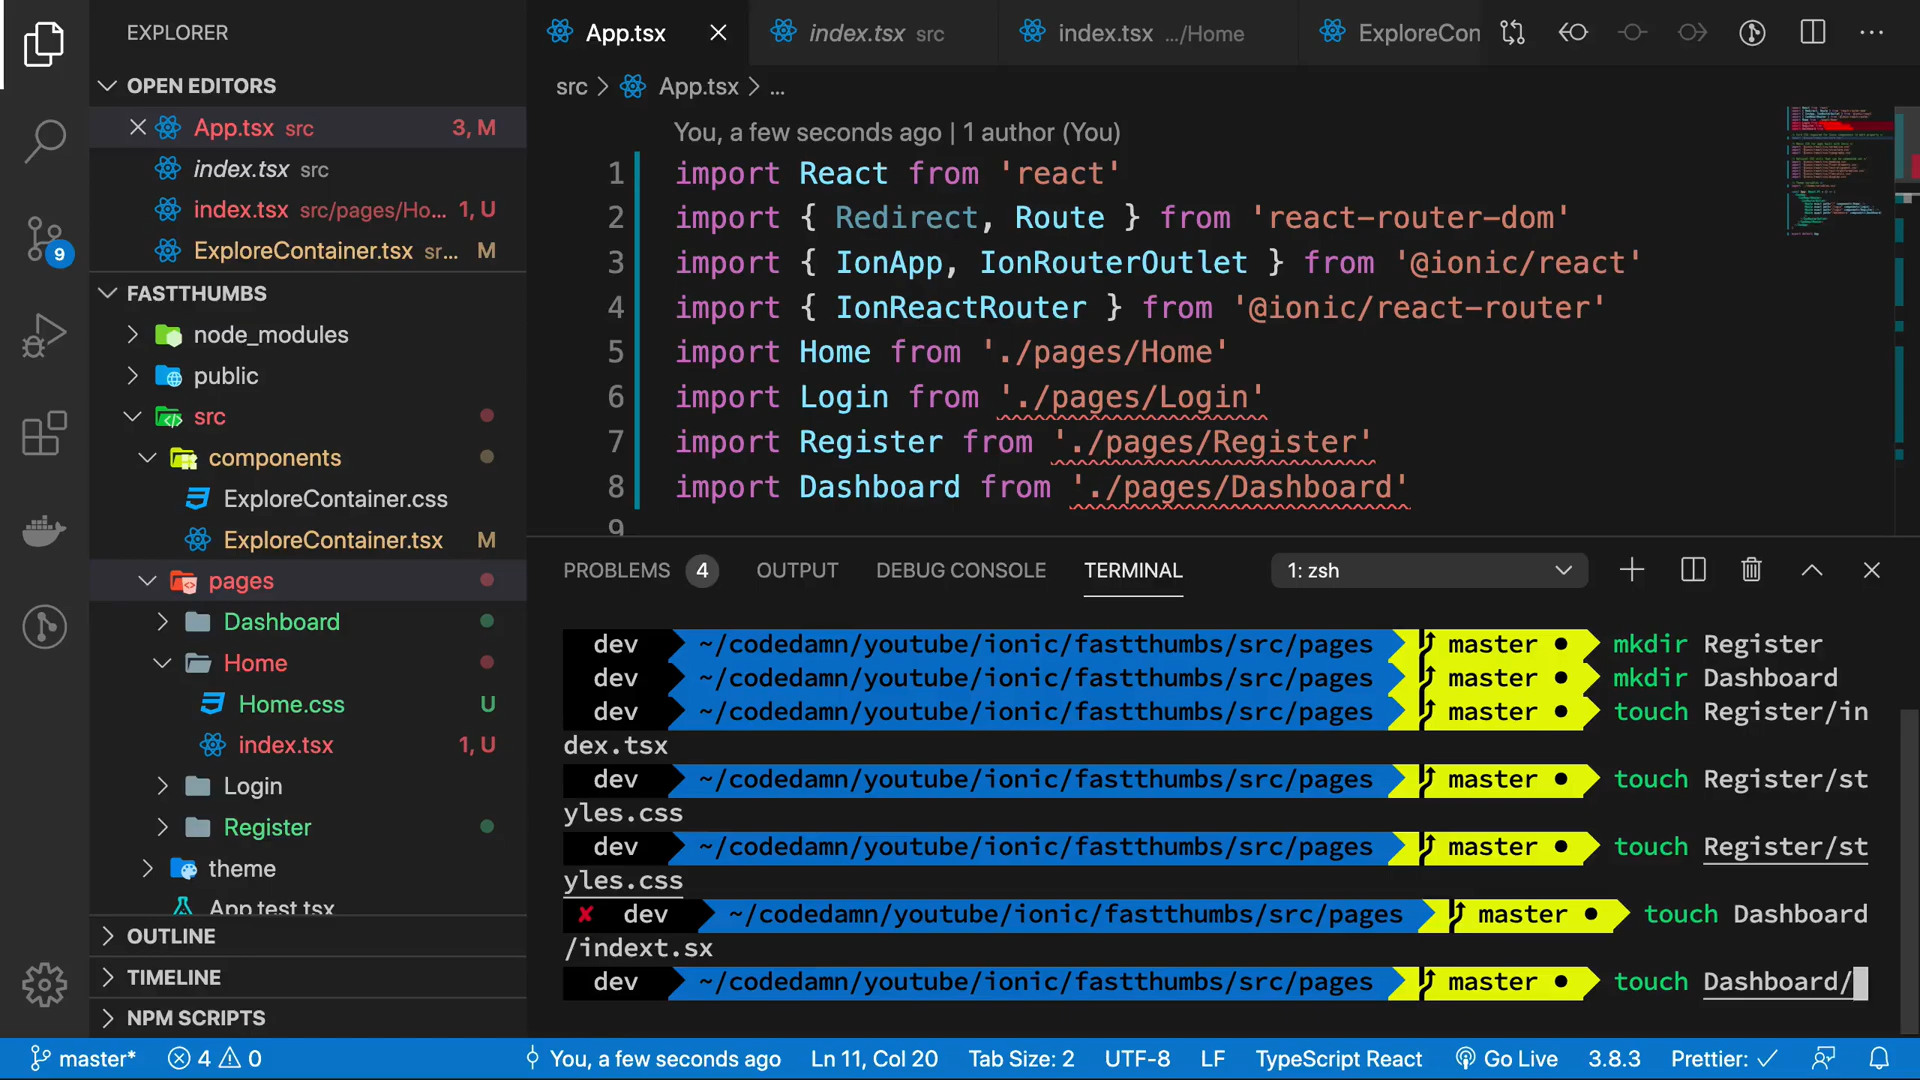 EXPLORER
OPEN EDITORS
App.tsx src 3, M
index.tsx src
index.tsx src/pages/Ho... 1, U
ExploreContainer.tsx sr... M
FASTTHUMBS
node_modules
public
src
components
ExploreContainer.css
ExploreContainer.tsx M
pages
Dashboard
Home
Home.css U
index.tsx 1, U
Login
Register
theme
App.test.tsx
OUTLINE
TIMELINE
NPM SCRIPTS
9
App.tsx
index.tsx src
index.tsx .../Home
ExploreCon
src > App.tsx > ...
You, a few seconds ago | 1 author (You)
1 import React from 'react'
2 import { Redirect, Route } from 'react-router-dom'
3 import { IonApp, IonRouterOutlet } from '@ionic/react'
4 import { IonReactRouter } from '@ionic/react-router'
5 import Home from './pages/Home'
6 import Login from './pages/Login'
7 import Register from './pages/Register'
8 import Dashboard from './pages/Dashboard'
9
PROBLEMS 4 OUTPUT DEBUG CONSOLE TERMINAL 1: zsh
dev ~/codedamn/youtube/ionic/fastthumbs/src/pages master ● mkdir Register
dev ~/codedamn/youtube/ionic/fastthumbs/src/pages master ● mkdir Dashboard
dev ~/codedamn/youtube/ionic/fastthumbs/src/pages master ● touch Register/in
dex.tsx
dev ~/codedamn/youtube/ionic/fastthumbs/src/pages master ● touch Register/st
yles.css
dev ~/codedamn/youtube/ionic/fastthumbs/src/pages master ● touch Register/st
yles.css
✘ dev ~/codedamn/youtube/ionic/fastthumbs/src/pages master ● touch Dashboard
/indext.sx
dev ~/codedamn/youtube/ionic/fastthumbs/src/pages master ● touch Dashboard/
master* 4 0 You, a few seconds ago Ln 11, Col 20 Tab Size: 2 UTF-8 LF TypeScript React Go Live 3.8.3 Prettier: ✓